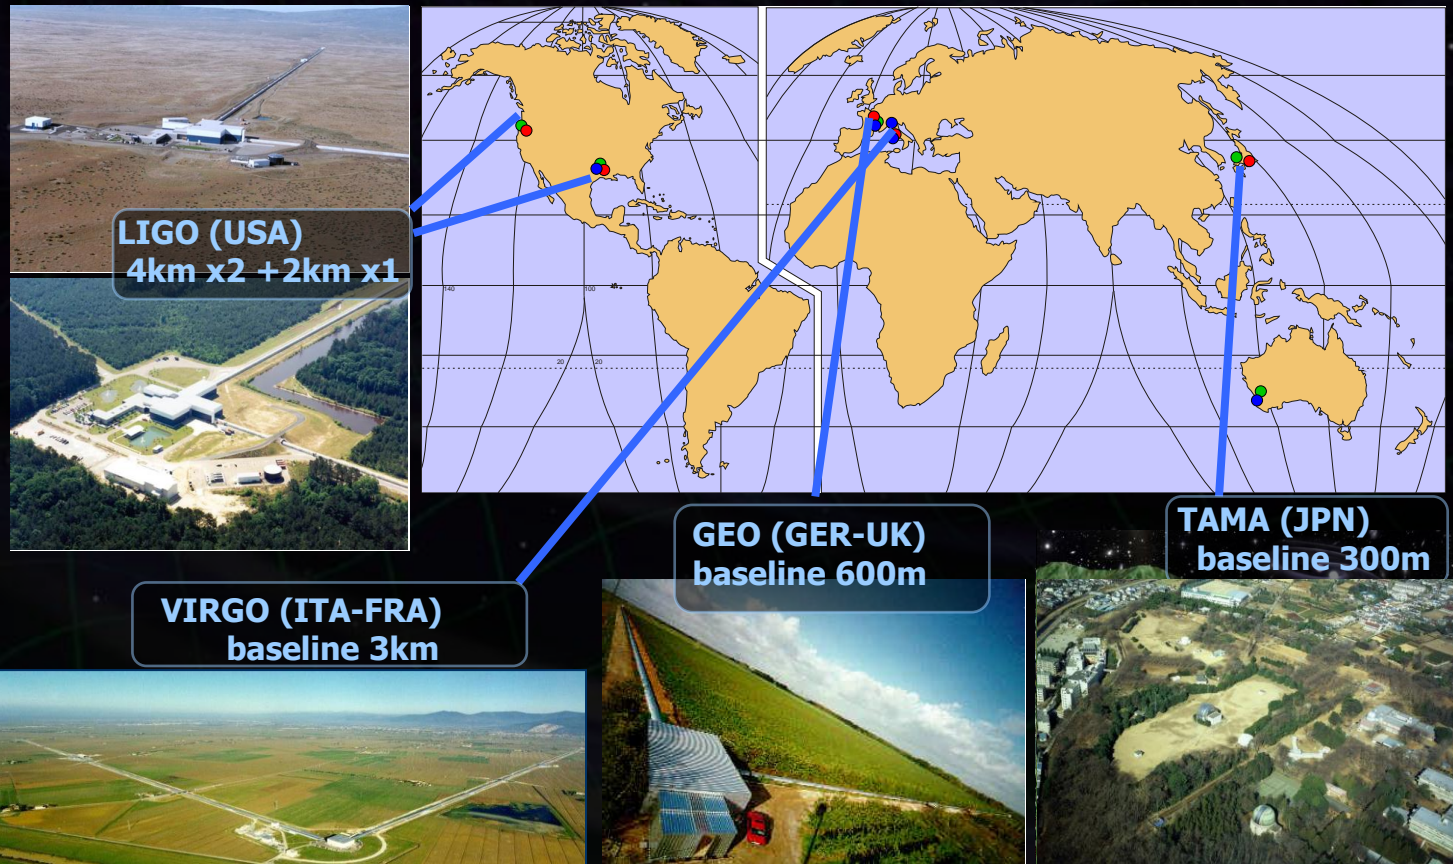 LIGO (USA)
4km x2 +2km x1
140
100
20
20
GEO (GER-UK)
baseline 600m
TAMA (JPN)
baseline 300m
VIRGO (ITA-FRA)
baseline 3km